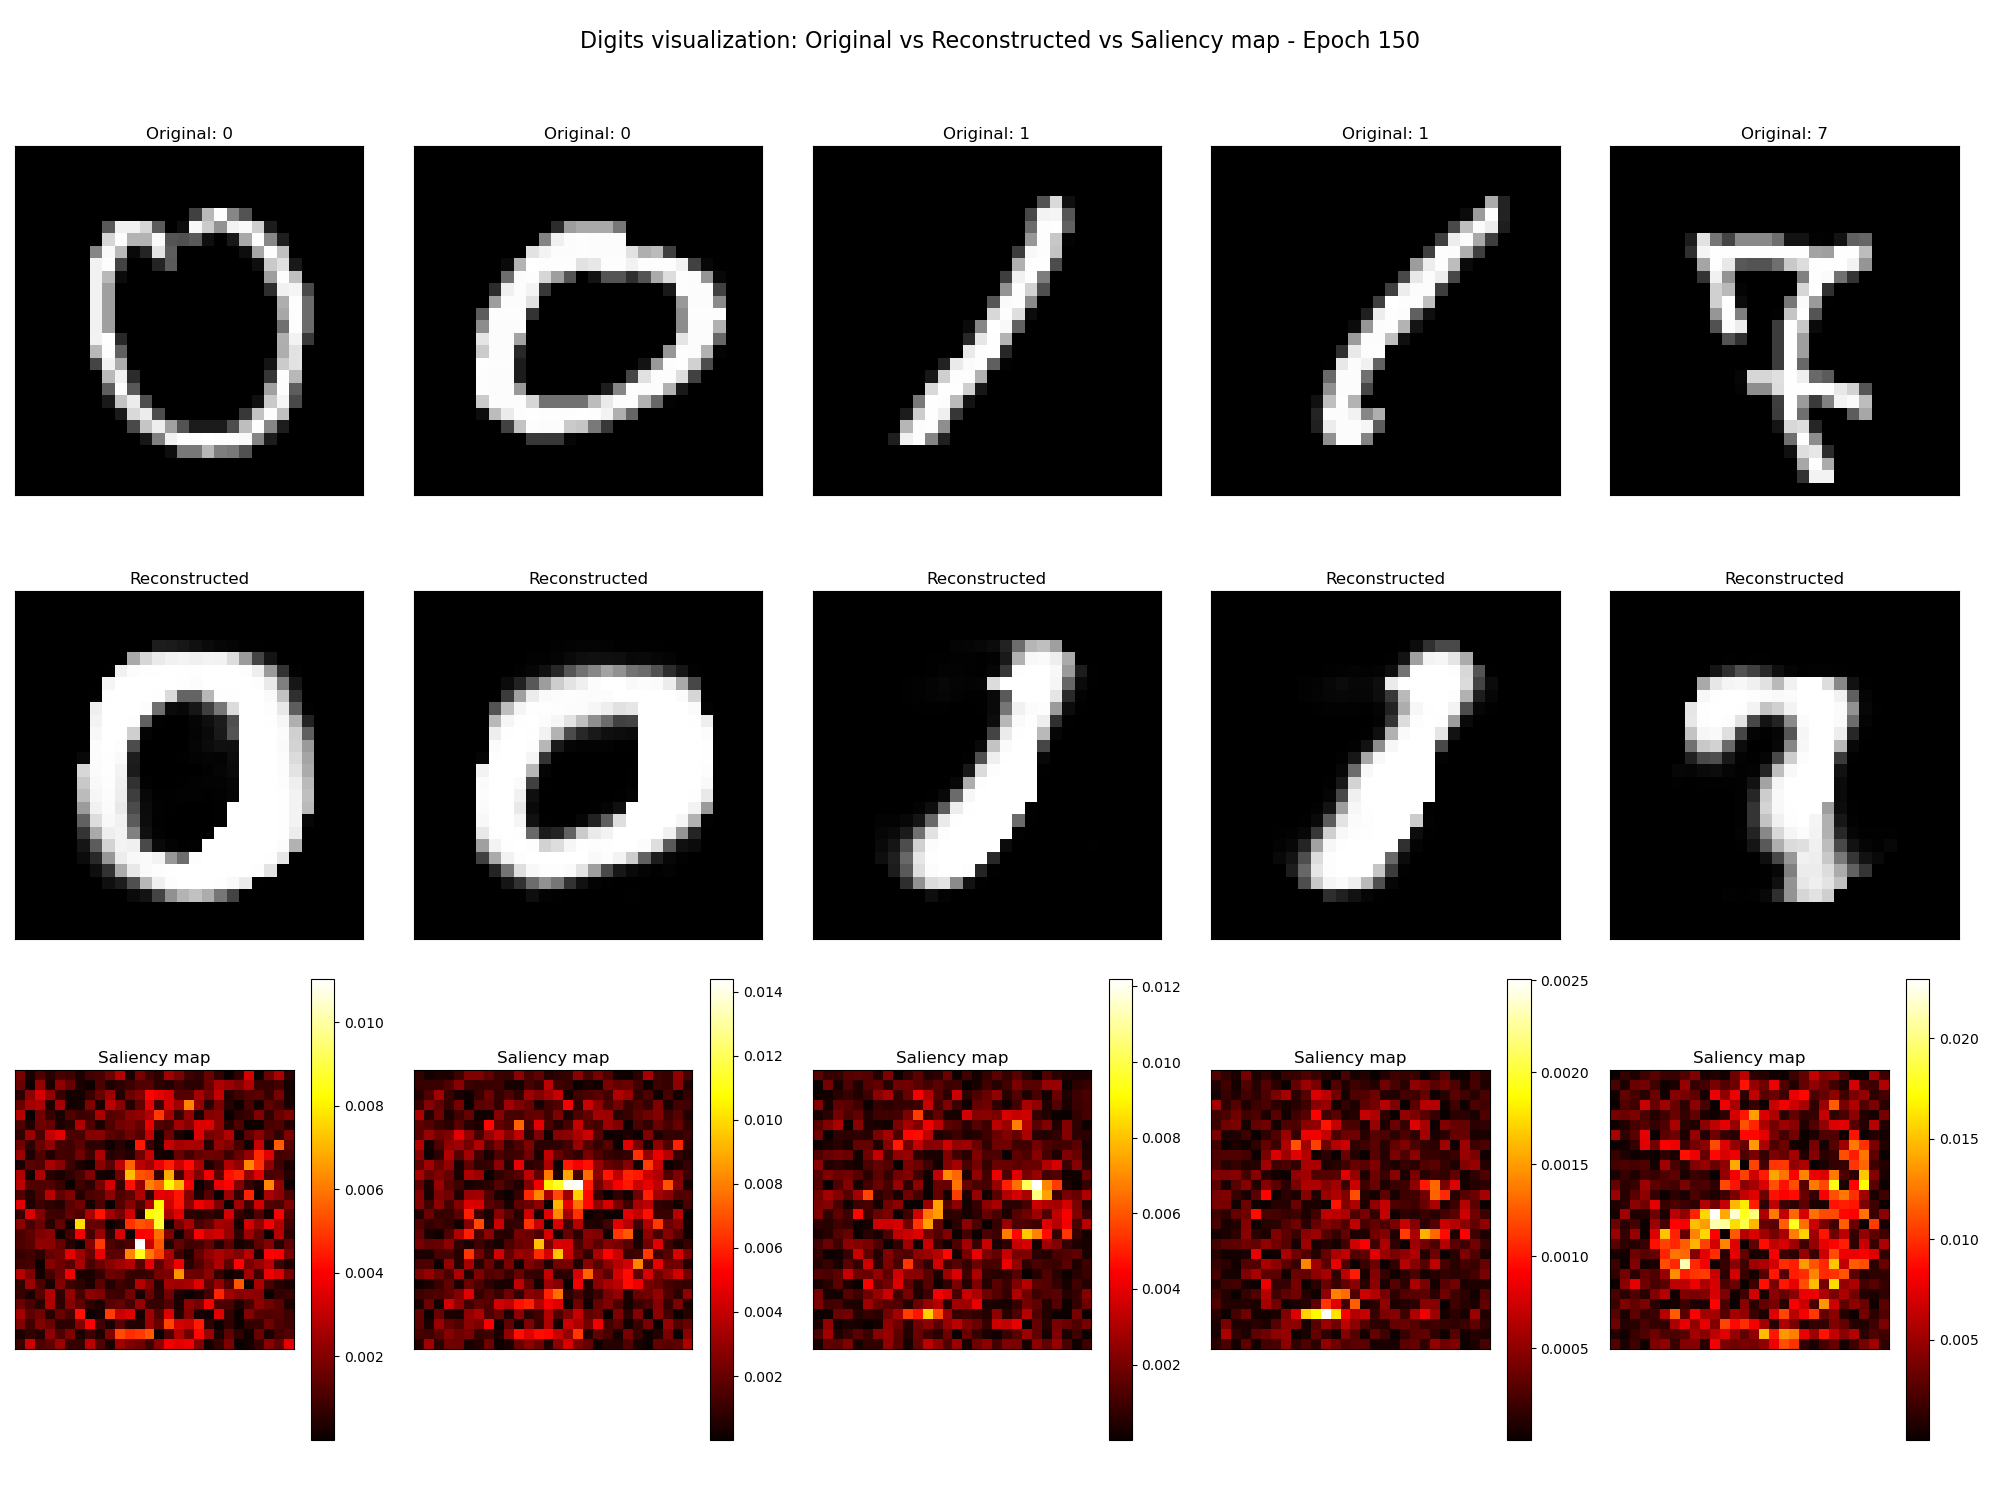 Digits visualization: Original vs Reconstructed vs Saliency map - Epoch 150
Original: 0
Original: 0
Original: 1
Original: 1
Original: 7
Reconstructed
Reconstructed
Reconstructed
Reconstructed
Reconstructed
Saliency map
0.010
0.008
0.006
0.004
0.002
Saliency map
0.014
0.012
0.010
0.008
0.006
0.004
0.002
Saliency map
0.012
0.010
0.008
0.006
0.004
0.002
Saliency map
0.0025
0.0020
0.0015
0.0010
0.0005
Saliency map
0.020
0.015
0.010
0.005